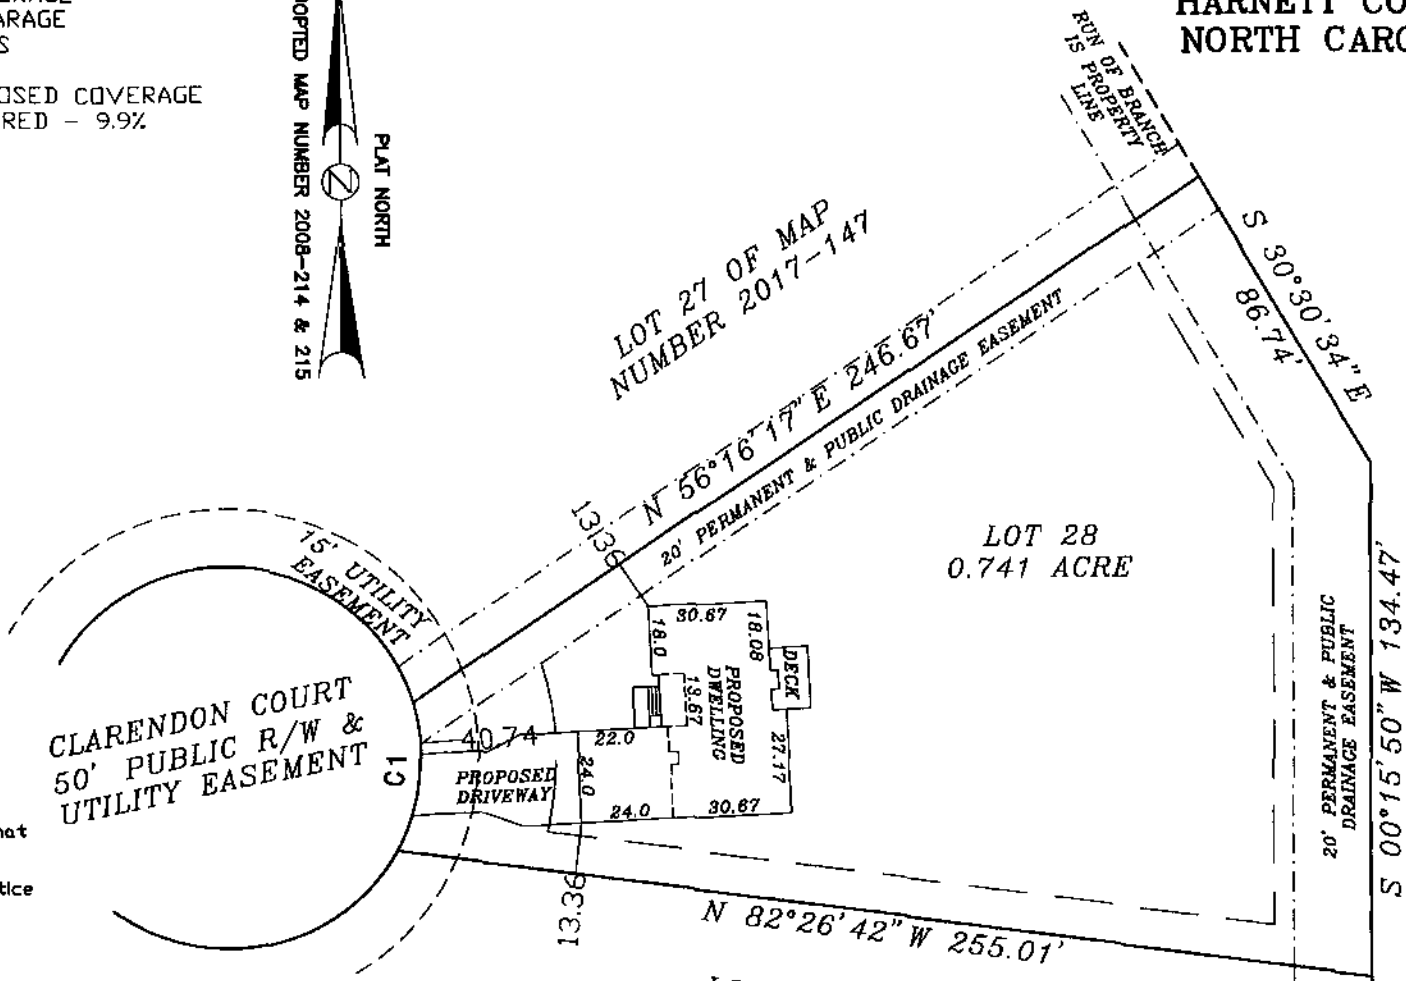 ARAGE
S
OSED COVERAGE
RED - 9.9%
HARNETT CO
NORTH CARO
PLAT NORTH
OPTED MAP NUMBER 2008-214 & 215
N
RUN OF BRANCH
IS PROPERTY
LINE
LOT 27 OF MAP
NUMBER 2017-147
S 30°30'34" E
86.74'
N 56°16'17" E 246.67'
20' PERMANENT & PUBLIC DRAINAGE EASEMENT
13.36
15' UTILITY
EASEMENT
LOT 28
0.741 ACRE
30.67
18.0
18.08
DECK
13.67
PROPOSED
DWELLING
CLARENDON COURT
50' PUBLIC R/W &
UTILITY EASEMENT
C1
40.74
22.0
PROPOSED
DRIVEWAY
24.0
27.17
24.0
30.67
20' PERMANENT & PUBLIC
DRAINAGE EASEMENT
S 00°15'50" W 134.47'
hat
tice
13.36
N 82°26'42" W 255.01'